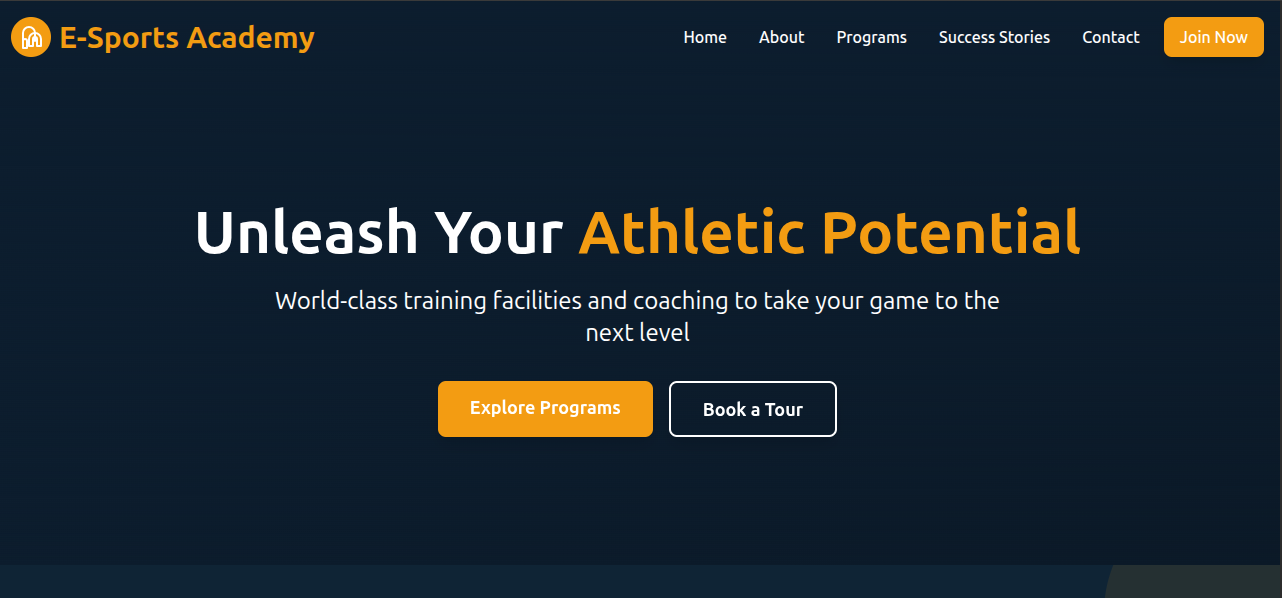 E-Sports Academy
Home About Programs Success Stories Contact Join Now
Unleash Your Athletic Potential
World-class training facilities and coaching to take your game to the
next level
Explore Programs Book a Tour